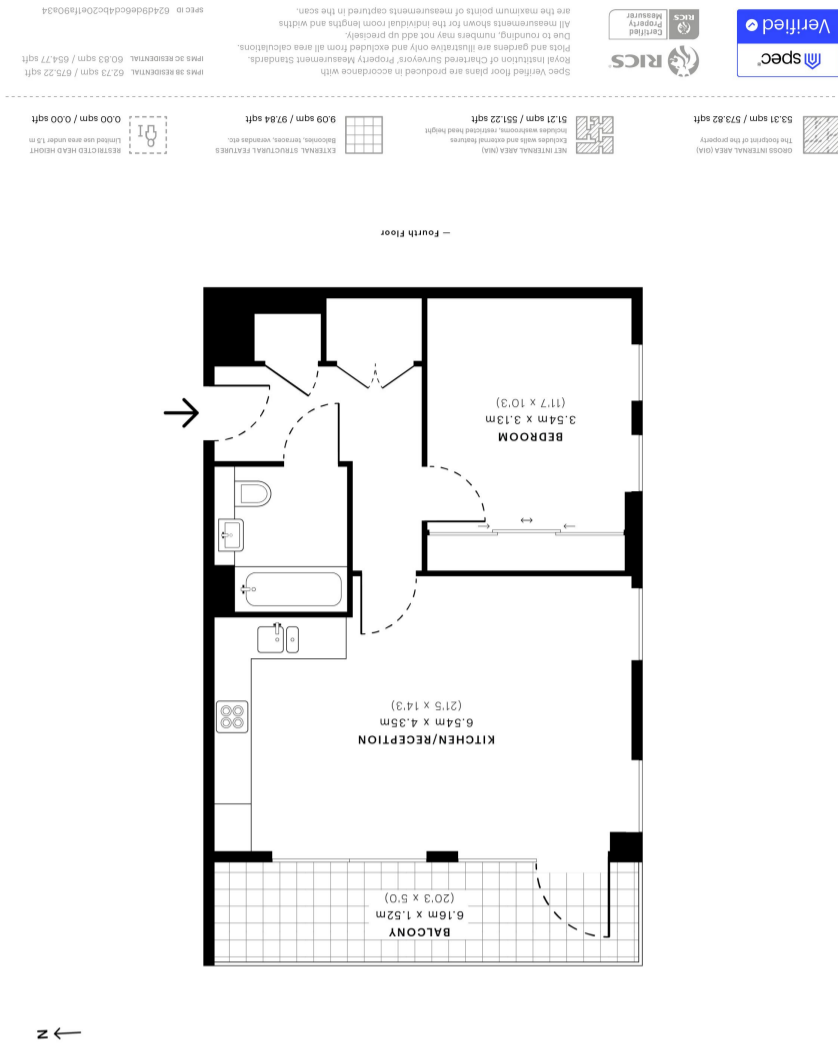 N
BALCONY
6.16m x 1.52m
(20'3 x 5'0)
KITCHEN/RECEPTION
6.54m x 4.35m
(21'5 x 14'3)
BEDROOM
3.54m x 3.13m
(11'7 x 10'3)
— Fourth Floor
GROSS INTERNAL AREA (GIA)
The footprint of the property
53.31 sqm / 573.82 sqft
NET INTERNAL AREA (NIA)
Excludes walls and external features
Includes washrooms, restricted head height
51.21 sqm / 551.22 sqft
EXTERNAL STRUCTURAL FEATURES
Balconies, terraces, verandas etc.
9.09 sqm / 97.84 sqft
RESTRICTED HEAD HEIGHT
Limited use area under 1.5 m
0.00 sqm / 0.00 sqft
spec
Verified
RICS
Certified
Property
Measurer
RICS
Spec Verified floor plans are produced in accordance with
Royal Institution of Chartered Surveyors' Property Measurement Standards.
Plots and gardens are illustrative only and excluded from all area calculations.
Due to rounding, numbers may not add up precisely.
All measurements shown for the individual room lengths and widths
are the maximum points of measurements captured in the scan.
IPMS 3B RESIDENTIAL 62.73 sqm / 675.22 sqft
IPMS 3C RESIDENTIAL 60.83 sqm / 654.77 sqft
SPEC ID 624d9de6cd4bc20ef1a90a34